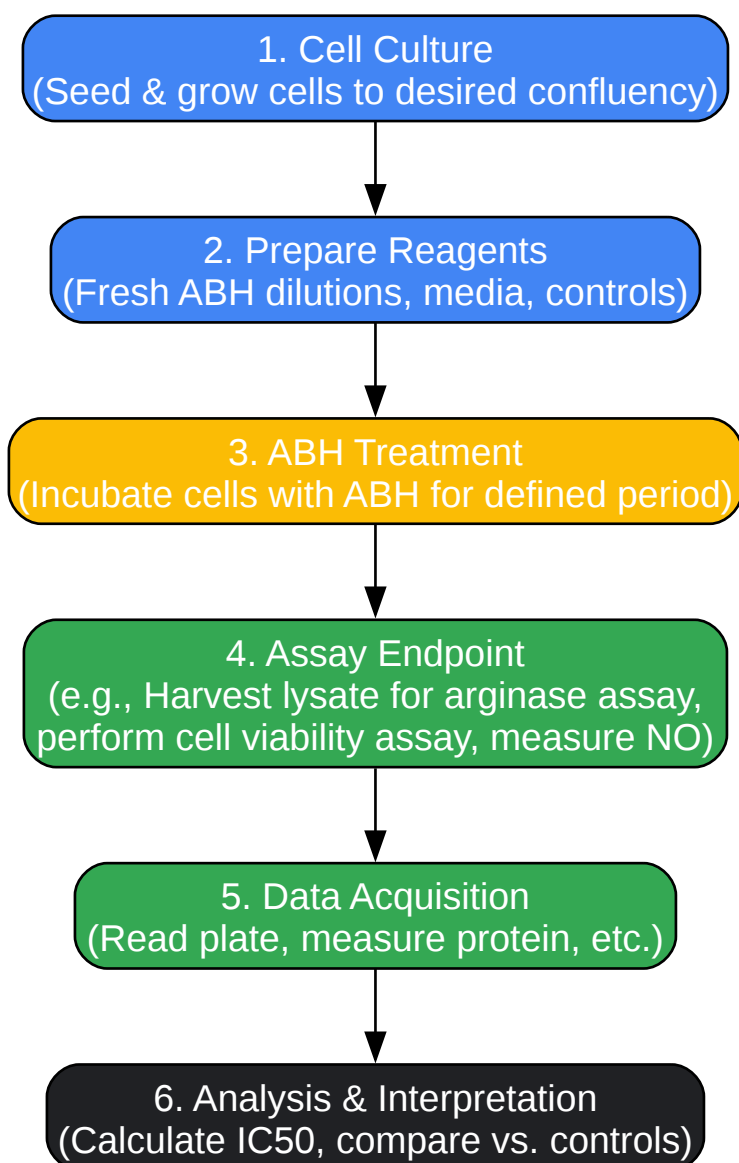 1. Cell Culture
(Seed & grow cells to desired confluency)
2. Prepare Reagents
(Fresh ABH dilutions, media, controls)
3. ABH Treatment
(Incubate cells with ABH for defined period)
4. Assay Endpoint
(e.g., Harvest lysate for arginase assay,
perform cell viability assay, measure NO)
5. Data Acquisition
(Read plate, measure protein, etc.)
6. Analysis & Interpretation
(Calculate IC50, compare vs. controls)